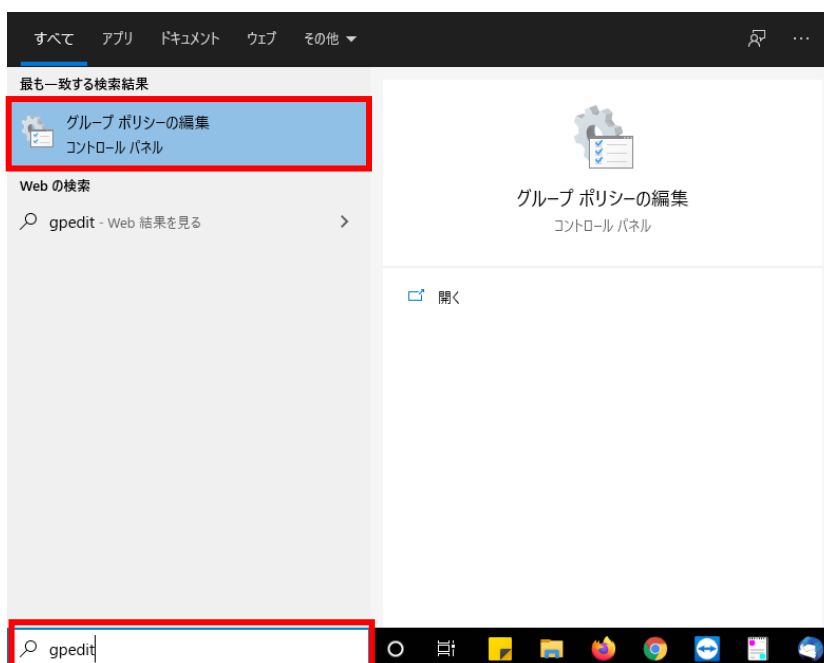 すべて アプリ ドキュメント ウェブ その他
最も一致する検索結果
グループ ポリシーの編集
コントロール パネル
Web の検索
gpedit - Web 結果を見る
グループ ポリシーの編集
コントロール パネル
開く
gpedit